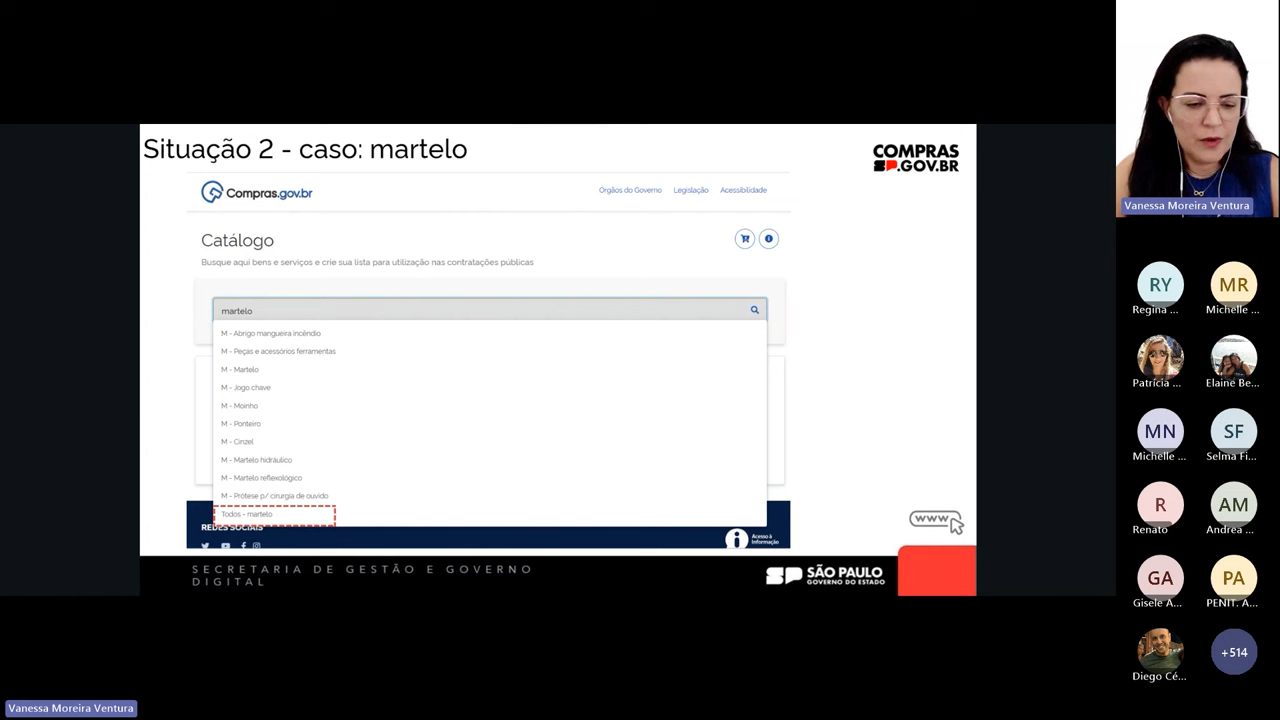 Situação 2 - caso: martelo
COMPRAS
SP.GOV.BR
Compras.gov.br
Órgãos do Governo Legislação Acessibilidade
Catálogo
Busque aqui bens e serviços e crie sua lista para utilização nas contratações públicas
martelo
M - Abrigo mangueira incêndio
M - Peças e acessórios ferramentas
M - Martelo
M - Jogo chave
M - Moinho
M - Ponteiro
M - Cinzel
M - Martelo hidráulico
M - Martelo reflexológico
M - Prótese p/ cirurgia de ouvido
Todos - martelo
REDES SOCIAIS
Acesso à
Informação
www
SECRETARIA DE GESTÃO E GOVERNO
DIGITAL
SP SÃO PAULO
GOVERNO DO ESTADO
Vanessa Moreira Ventura
RY MR
Regina ... Michelle ...
Patrícia ... Elaine Be...
MN SF
Michelle ... Selma Fi...
R AM
Renato Andrea ...
GA PA
Gisele A... PENIT. A...
+514
Diego Cé...
Vanessa Moreira Ventura